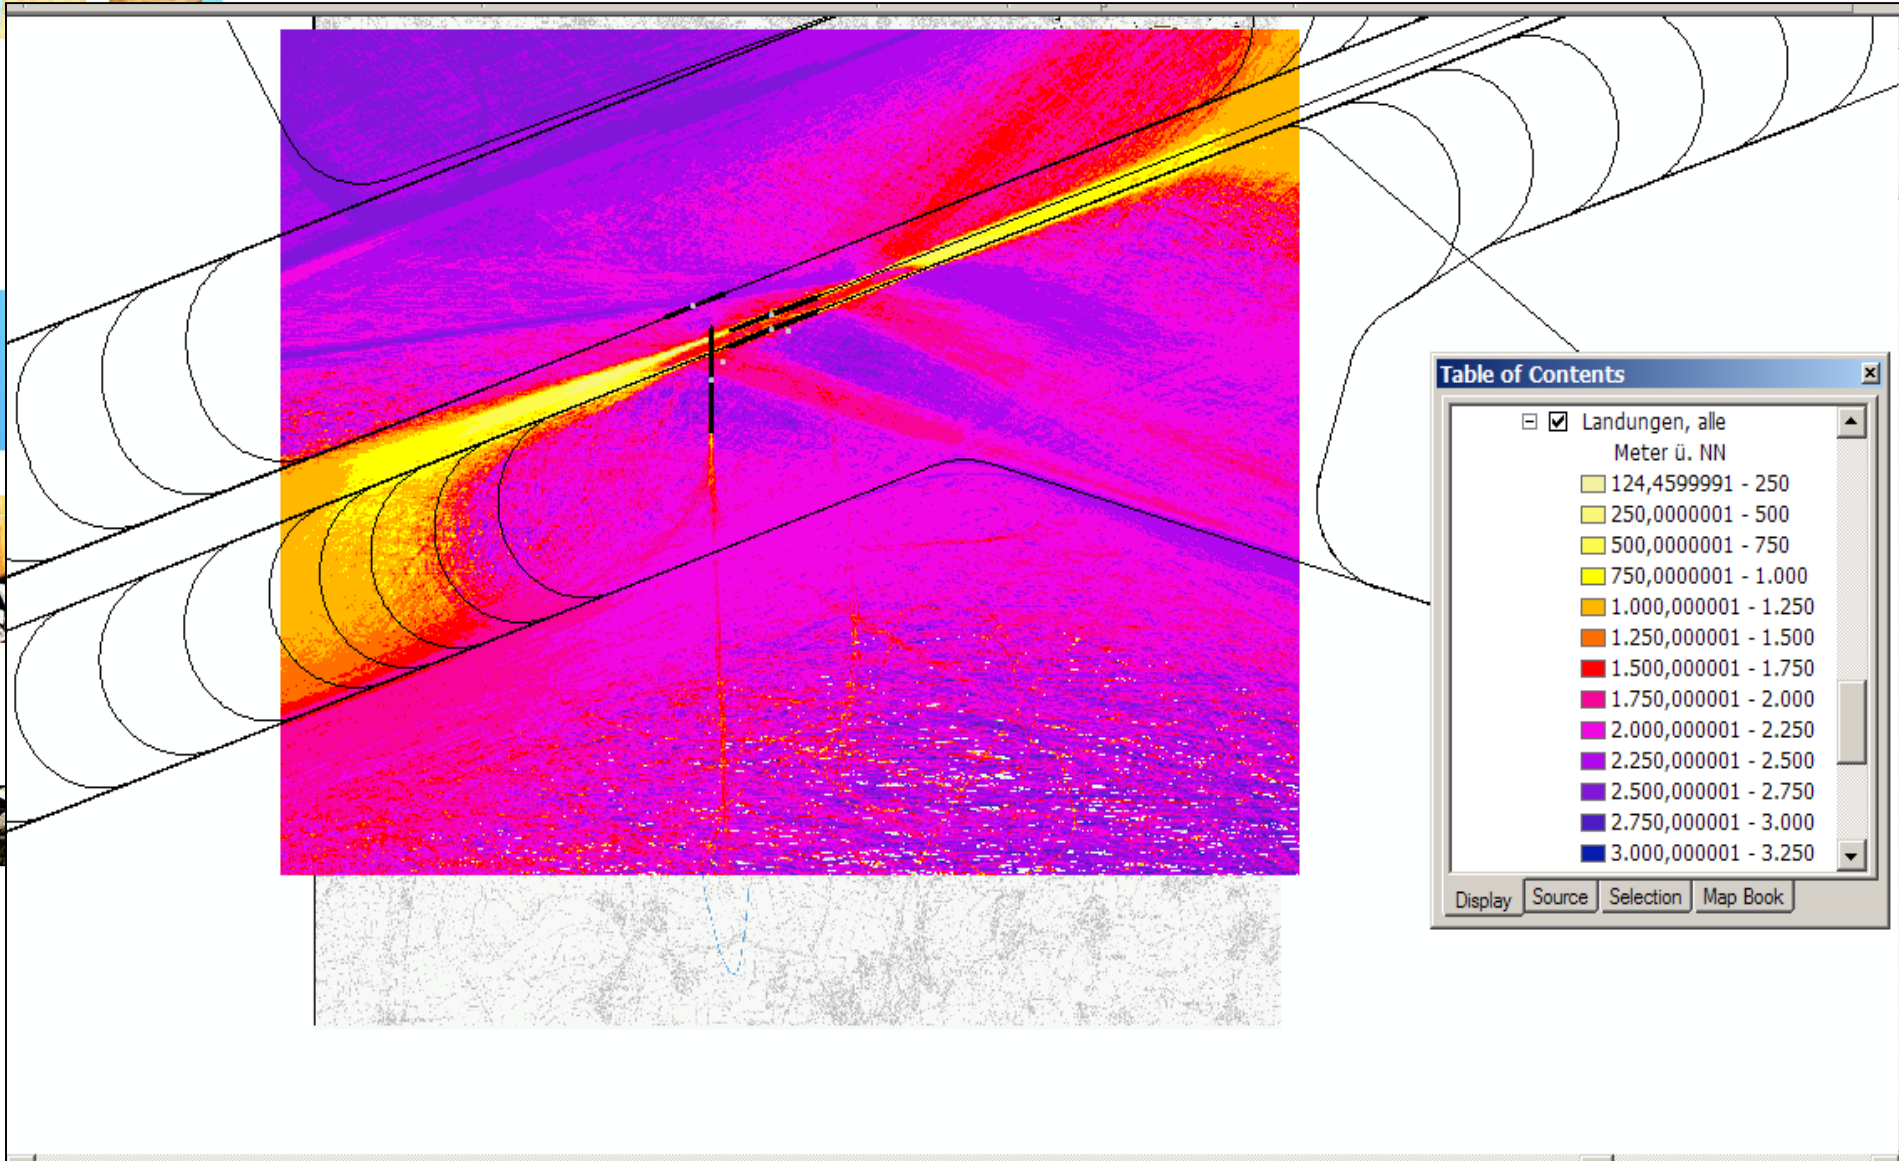 Table of Contents
Landungen, alle
Meter ü. NN
124,4599991 - 250
250,0000001 - 500
500,0000001 - 750
750,0000001 - 1.000
1.000,000001 - 1.250
1.250,000001 - 1.500
1.500,000001 - 1.750
1.750,000001 - 2.000
2.000,000001 - 2.250
2.250,000001 - 2.500
2.500,000001 - 2.750
2.750,000001 - 3.000
3.000,000001 - 3.250
Display Source Selection Map Book